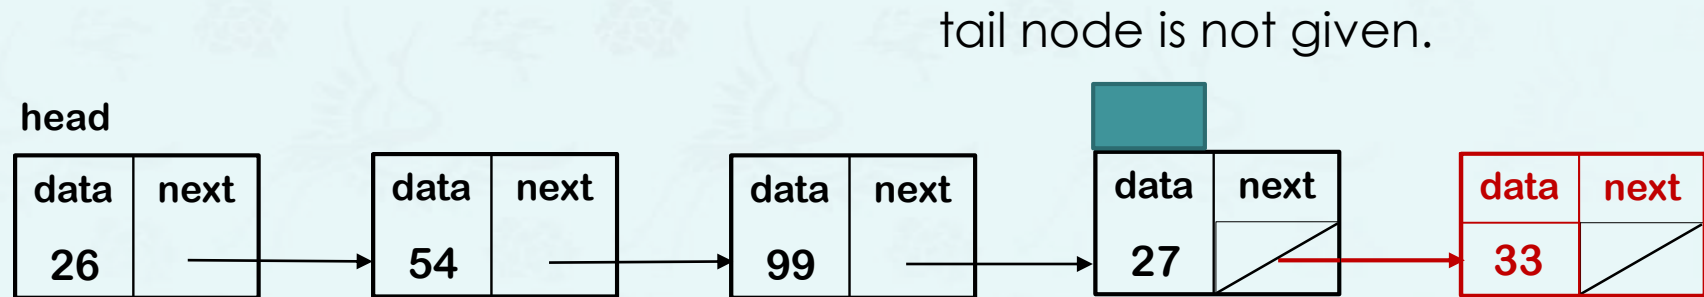 tail node is not given.
head
data next data next data next data next data next
26 54 99 27 33